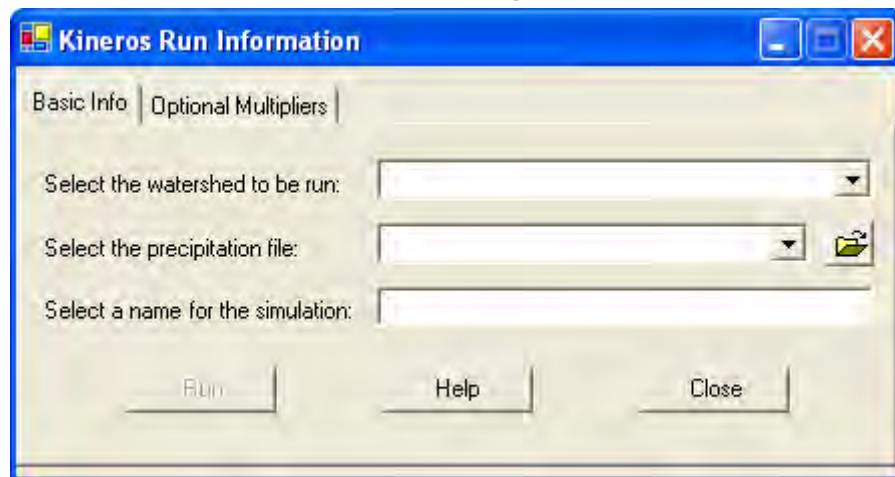 Kineros Run Information
Basic Info Optional Multipliers
Select the watershed to be run:
Select the precipitation file:
Select a name for the simulation:
Run Help Close